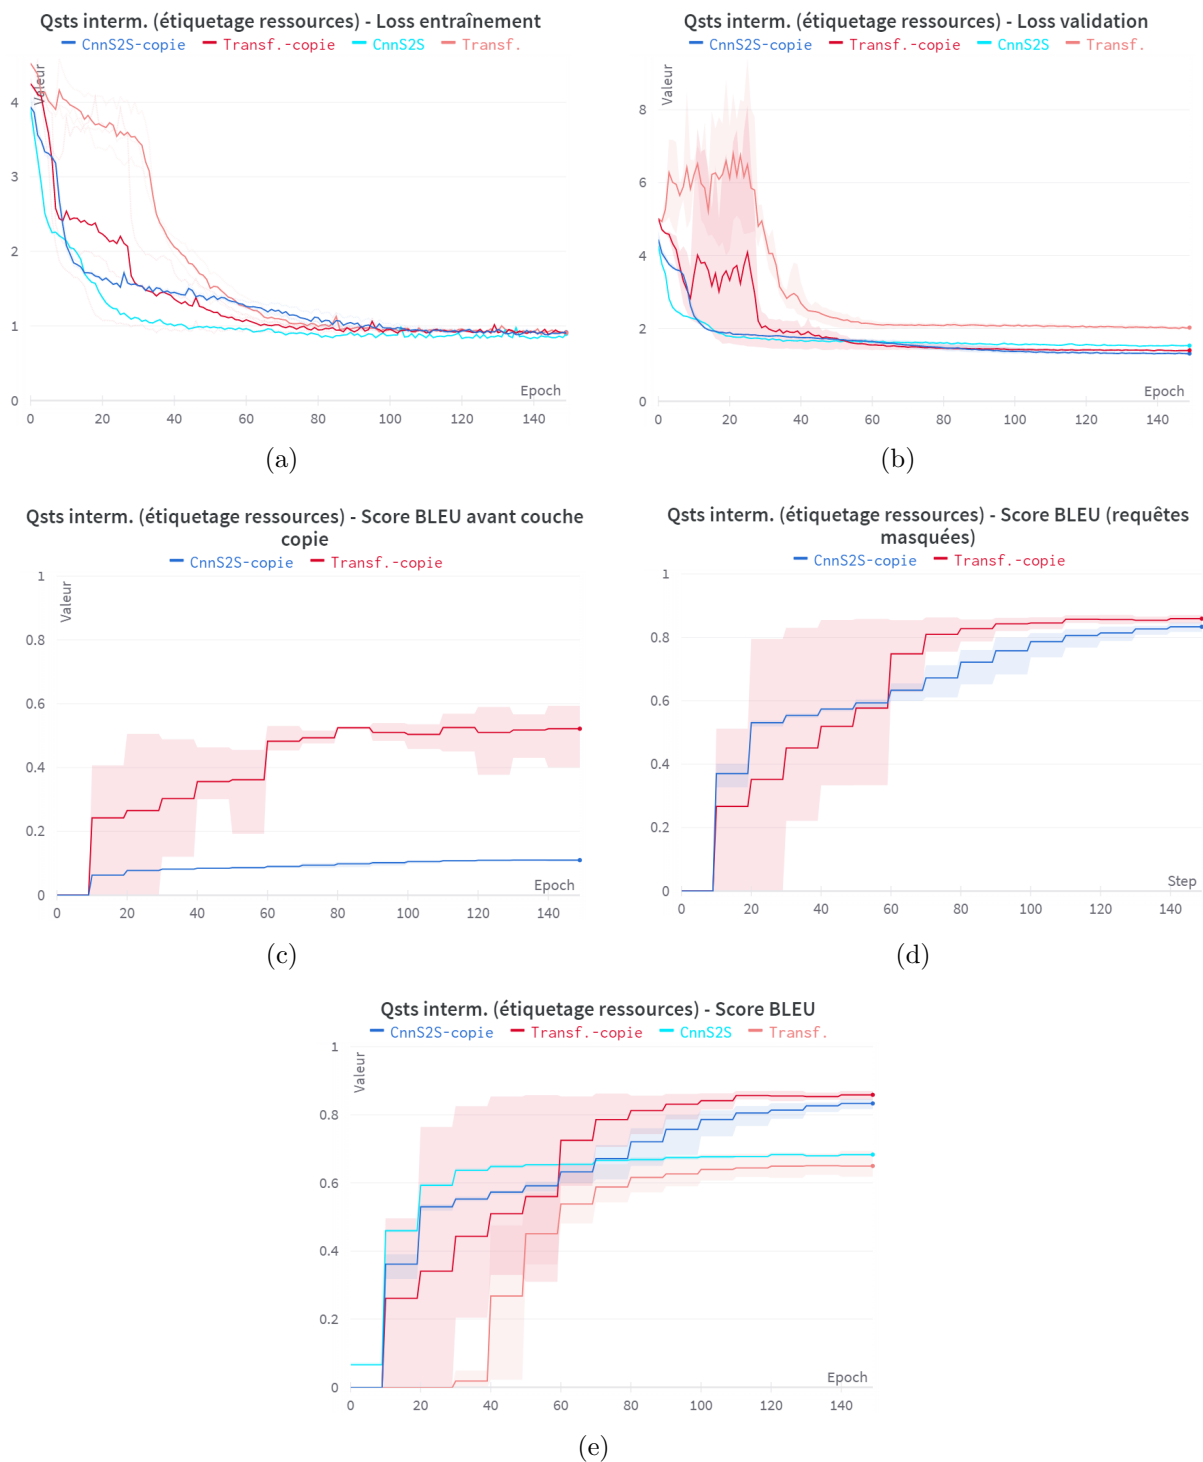 Qsts interm. (étiquetage ressources) - Loss entraînement
CnnS2S-copie Transf.-copie CnnS2S Transf.
Valeur
4
3
2
1
0
Epoch
0 20 40 60 80 100 120 140
(a)
Qsts interm. (étiquetage ressources) - Loss validation
CnnS2S-copie Transf.-copie CnnS2S Transf.
Valeur
8
6
4
2
0
Epoch
0 20 40 60 80 100 120 140
(b)
Qsts interm. (étiquetage ressources) - Score BLEU avant couche
copie
CnnS2S-copie Transf.-copie
Valeur
1
0.8
0.6
0.4
0.2
0
Epoch
0 20 40 60 80 100 120 140
(c)
Qsts interm. (étiquetage ressources) - Score BLEU (requêtes
masquées)
CnnS2S-copie Transf.-copie
1
0.8
0.6
0.4
0.2
0
Step
0 20 40 60 80 100 120 140
(d)
Qsts interm. (étiquetage ressources) - Score BLEU
CnnS2S-copie Transf.-copie CnnS2S Transf.
Valeur
1
0.8
0.6
0.4
0.2
0
Epoch
0 20 40 60 80 100 120 140
(e)